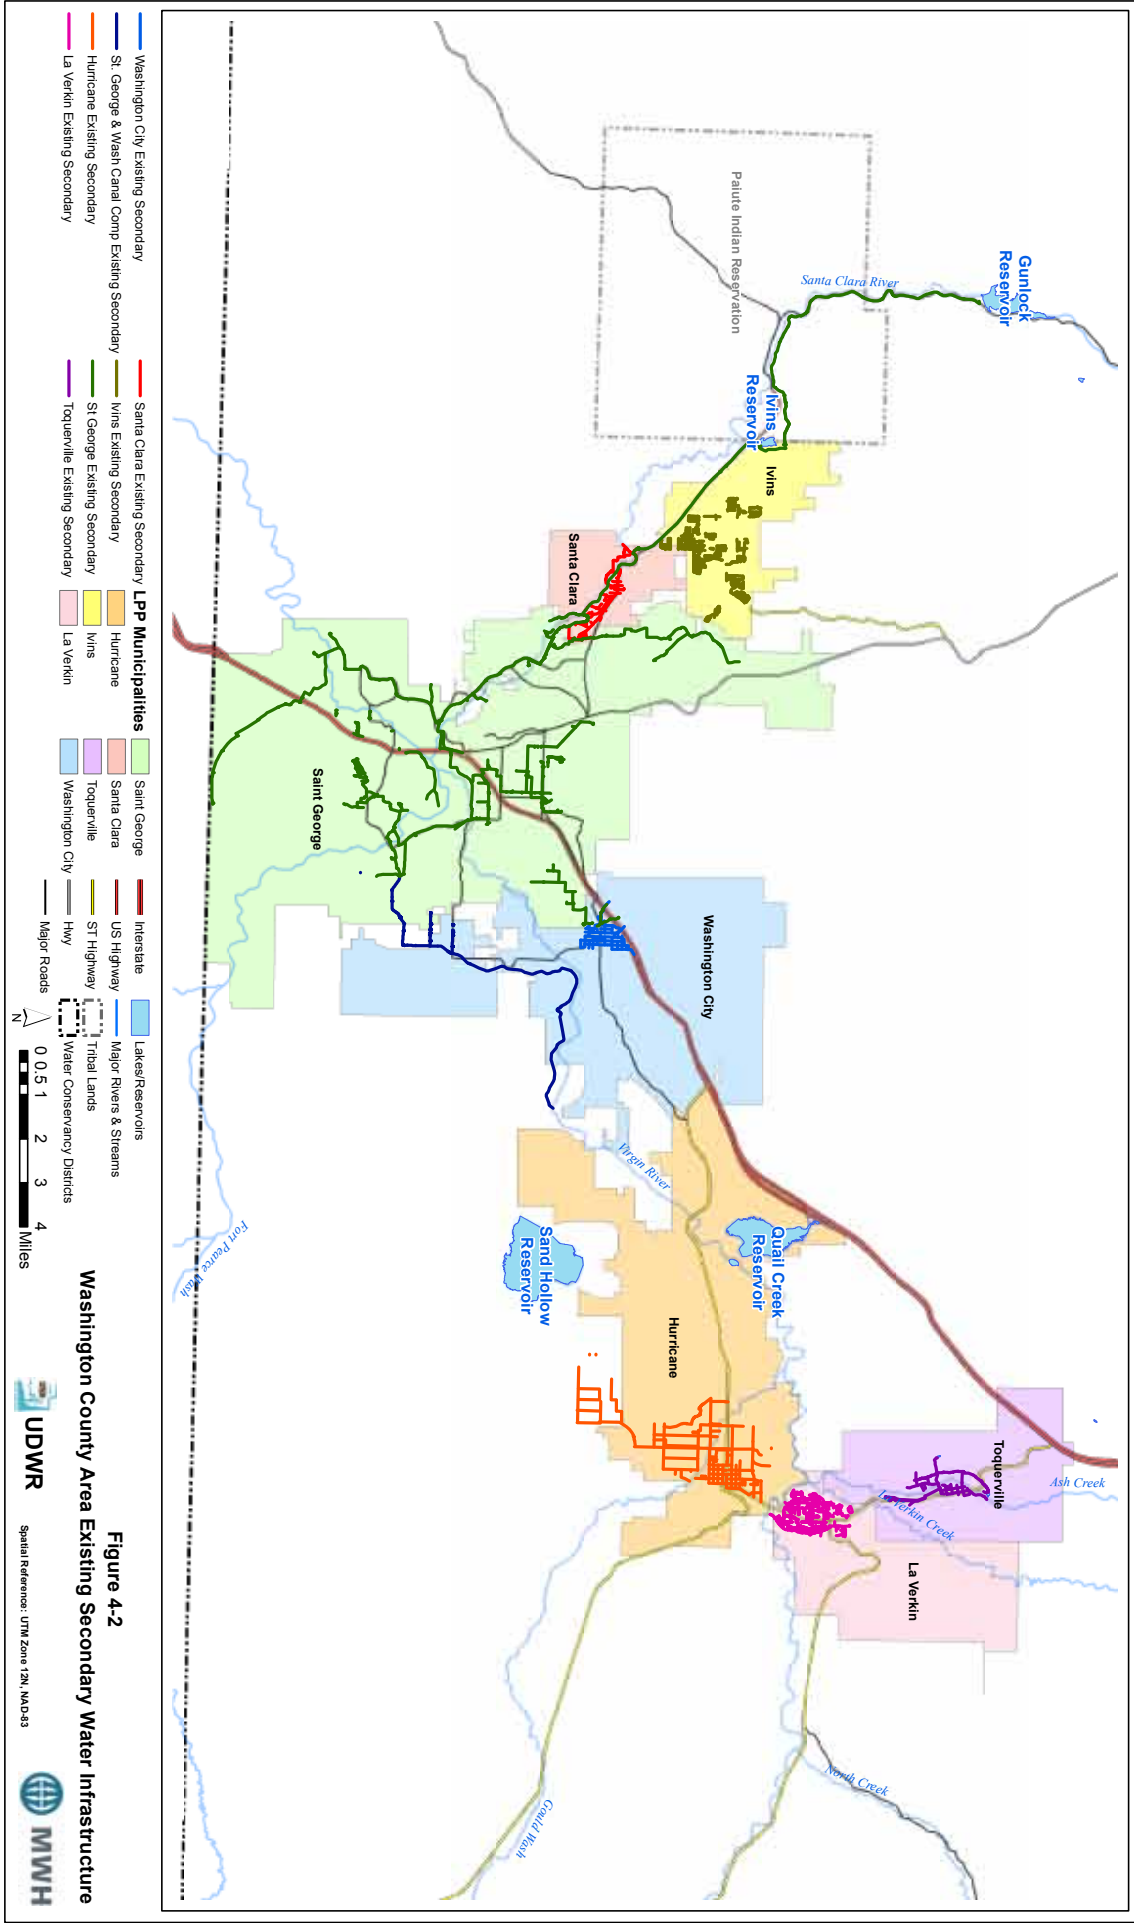 Gunlock
Reservoir
Santa Clara River
Paiute Indian Reservation
Ivins
Reservoir
Ivins
Santa Clara
Saint George
Washington City
Virgin River
Quail Creek
Reservoir
Sand Hollow
Reservoir
Hurricane
Toquerville
Ash Creek
La Verkin Creek
La Verkin
North Creek
Gould Wash
Fort Pearce Wash
Washington City Existing Secondary
St. George & Wash Canal Comp Existing Secondary
Hurricane Existing Secondary
La Verkin Existing Secondary
Santa Clara Existing Secondary
Ivins Existing Secondary
St George Existing Secondary
Toquerville Existing Secondary
LPP Municipalities
Hurricane
Ivins
La Verkin
Saint George
Santa Clara
Toquerville
Washington City
Interstate
US Highway
ST Highway
Hwy
Major Roads
Lakes/Reservoirs
Major Rivers & Streams
Tribal Lands
Water Conservancy Districts
N
0 0.5 1 2 3 4
Miles
Figure 4-2
Washington County Area Existing Secondary Water Infrastructure
UDWR
Spatial Reference: UTM Zone 12N, NAD-83
MWH